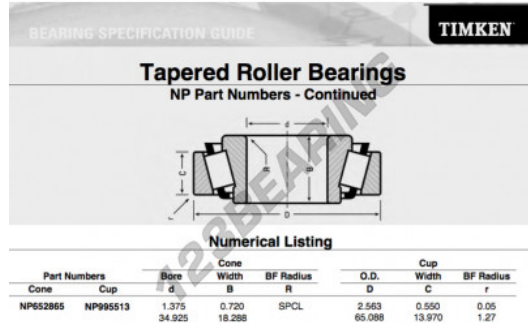 BEARING SPECIFICATION GUIDE
TIMKEN
Tapered Roller Bearings
NP Part Numbers - Continued
d
C
R
B
r
D
123BEARING
Numerical Listing
Cone Cup
Part Numbers Bore Width BF Radius O.D. Width BF Radius
Cone Cup d B R D C r
NP652865 NP995513 1.375 0.720 SPCL 2.563 0.550 0.05
34.925 18.288 65.088 13.970 1.27